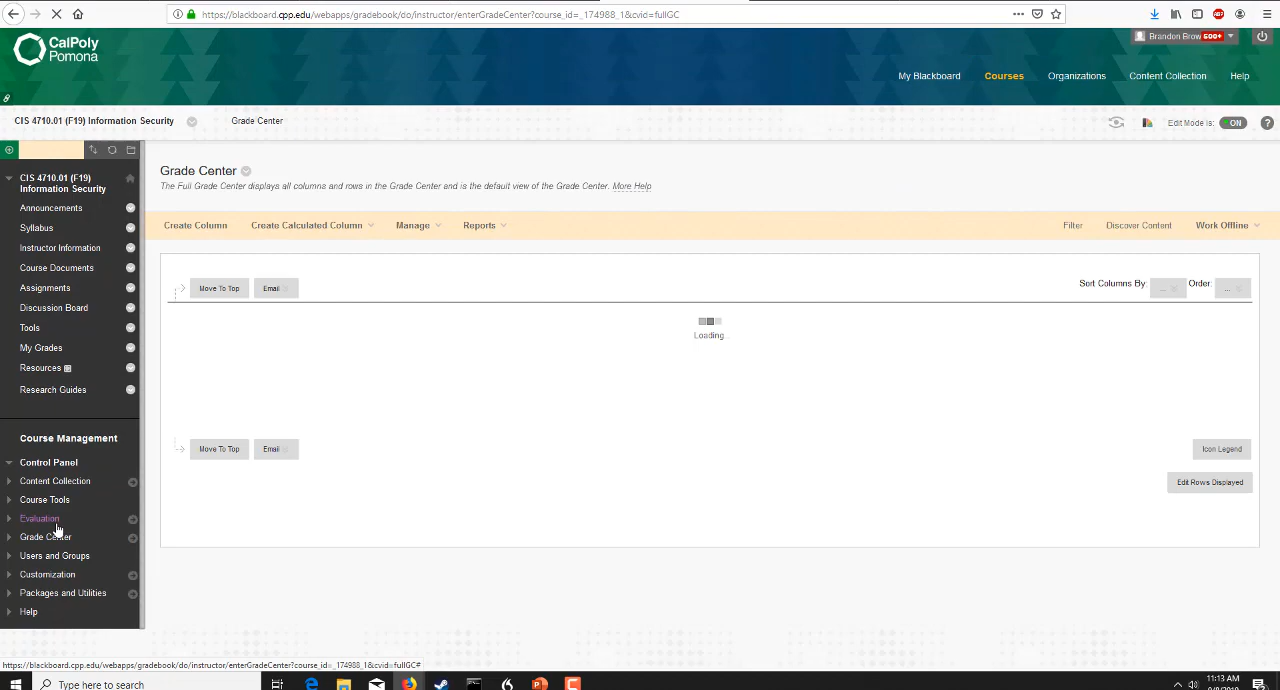 https://blackboard.cpp.edu/webapps/gradebook/do/instructor/enterGradeCenter?course_id=_174988_1&cvid=fullGC
CalPoly
Pomona
Brandon Brow 600+
My Blackboard Courses Organizations Content Collection Help
CIS 4710.01 (F19) Information Security Grade Center Edit Mode is: ON ?
CIS 4710.01 (F19)
Information Security
Announcements
Syllabus
Instructor Information
Course Documents
Assignments
Discussion Board
Tools
My Grades
Resources
Research Guides
Course Management
Control Panel
Content Collection
Course Tools
Evaluation
Grade Center
Users and Groups
Customization
Packages and Utilities
Help
Grade Center
The Full Grade Center displays all columns and rows in the Grade Center and is the default view of the Grade Center. More Help
Create Column Create Calculated Column Manage Reports Filter Discover Content Work Offline
Move To Top Email Sort Columns By: ... Order: ...
Loading..
Move To Top Email Icon Legend
Edit Rows Displayed
https://blackboard.cpp.edu/webapps/gradebook/do/instructor/enterGradeCenter?course_id=_174988_1&cvid=fullGC#
Type here to search
11:13 AM